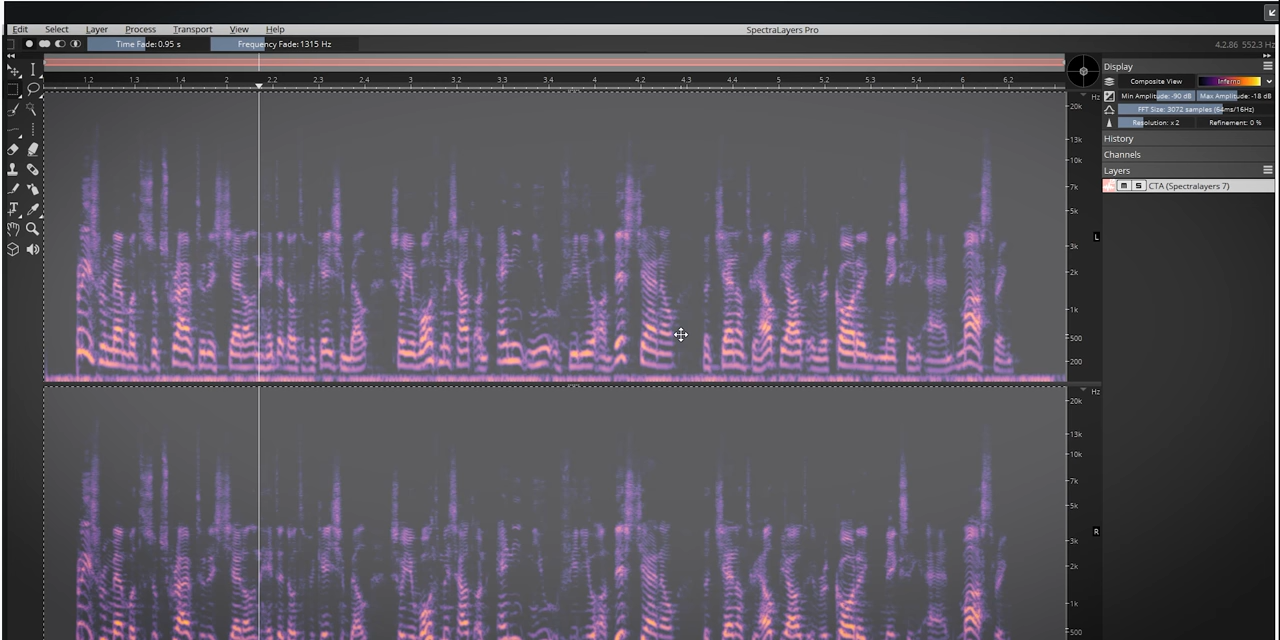 Edit Select Layer Process Transport View Help SpectraLayers Pro
Time Fade: 0.95 s Frequency Fade: 1315 Hz 4.2.86 552.3 Hz
Display
1.2 1.3 1.4 2 2.2 2.3 2.4 3 3.2 3.3 3.4 4 4.2 4.3 4.4 5 5.2 5.3 5.4 6 6.2
Composite View Inferno
Hz Min Amplitude: -90 dB Max Amplitude: -18 dB
20k FFT Size: 3072 samples (64ms/16Hz)
Resolution: x 2 Refinement: 0 %
13k History
10k Channels
Layers
7k CTA (Spectralayers 7)
M S
5k
L
3k
2k
1k
500
200
Hz
20k
13k
10k
7k
5k
R
3k
2k
1k
500